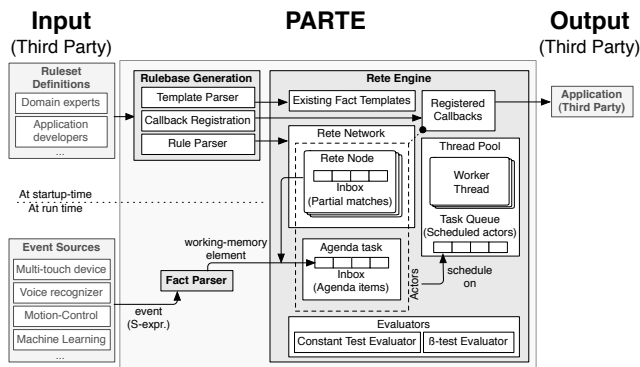 Input
(Third Party)
PARTE
Output
(Third Party)
Ruleset
Definitions
Domain experts
Application
developers
...
Rulebase Generation
Template Parser
Callback Registration
Rule Parser
Rete Engine
Existing Fact Templates
Registered
Callbacks
Application
(Third Party)
Rete Network
Rete Node
Inbox
(Partial matches)
Thread Pool
Worker
Thread
Task Queue
(Scheduled actors)
At startup-time
At run time
Event Sources
Multi-touch device
Voice recognizer
Motion-Control
Machine Learning
...
event
(S-expr.)
Fact Parser
working-memory
element
Agenda task
Inbox
(Agenda items)
Actors
schedule
on
Evaluators
Constant Test Evaluator
ß-test Evaluator